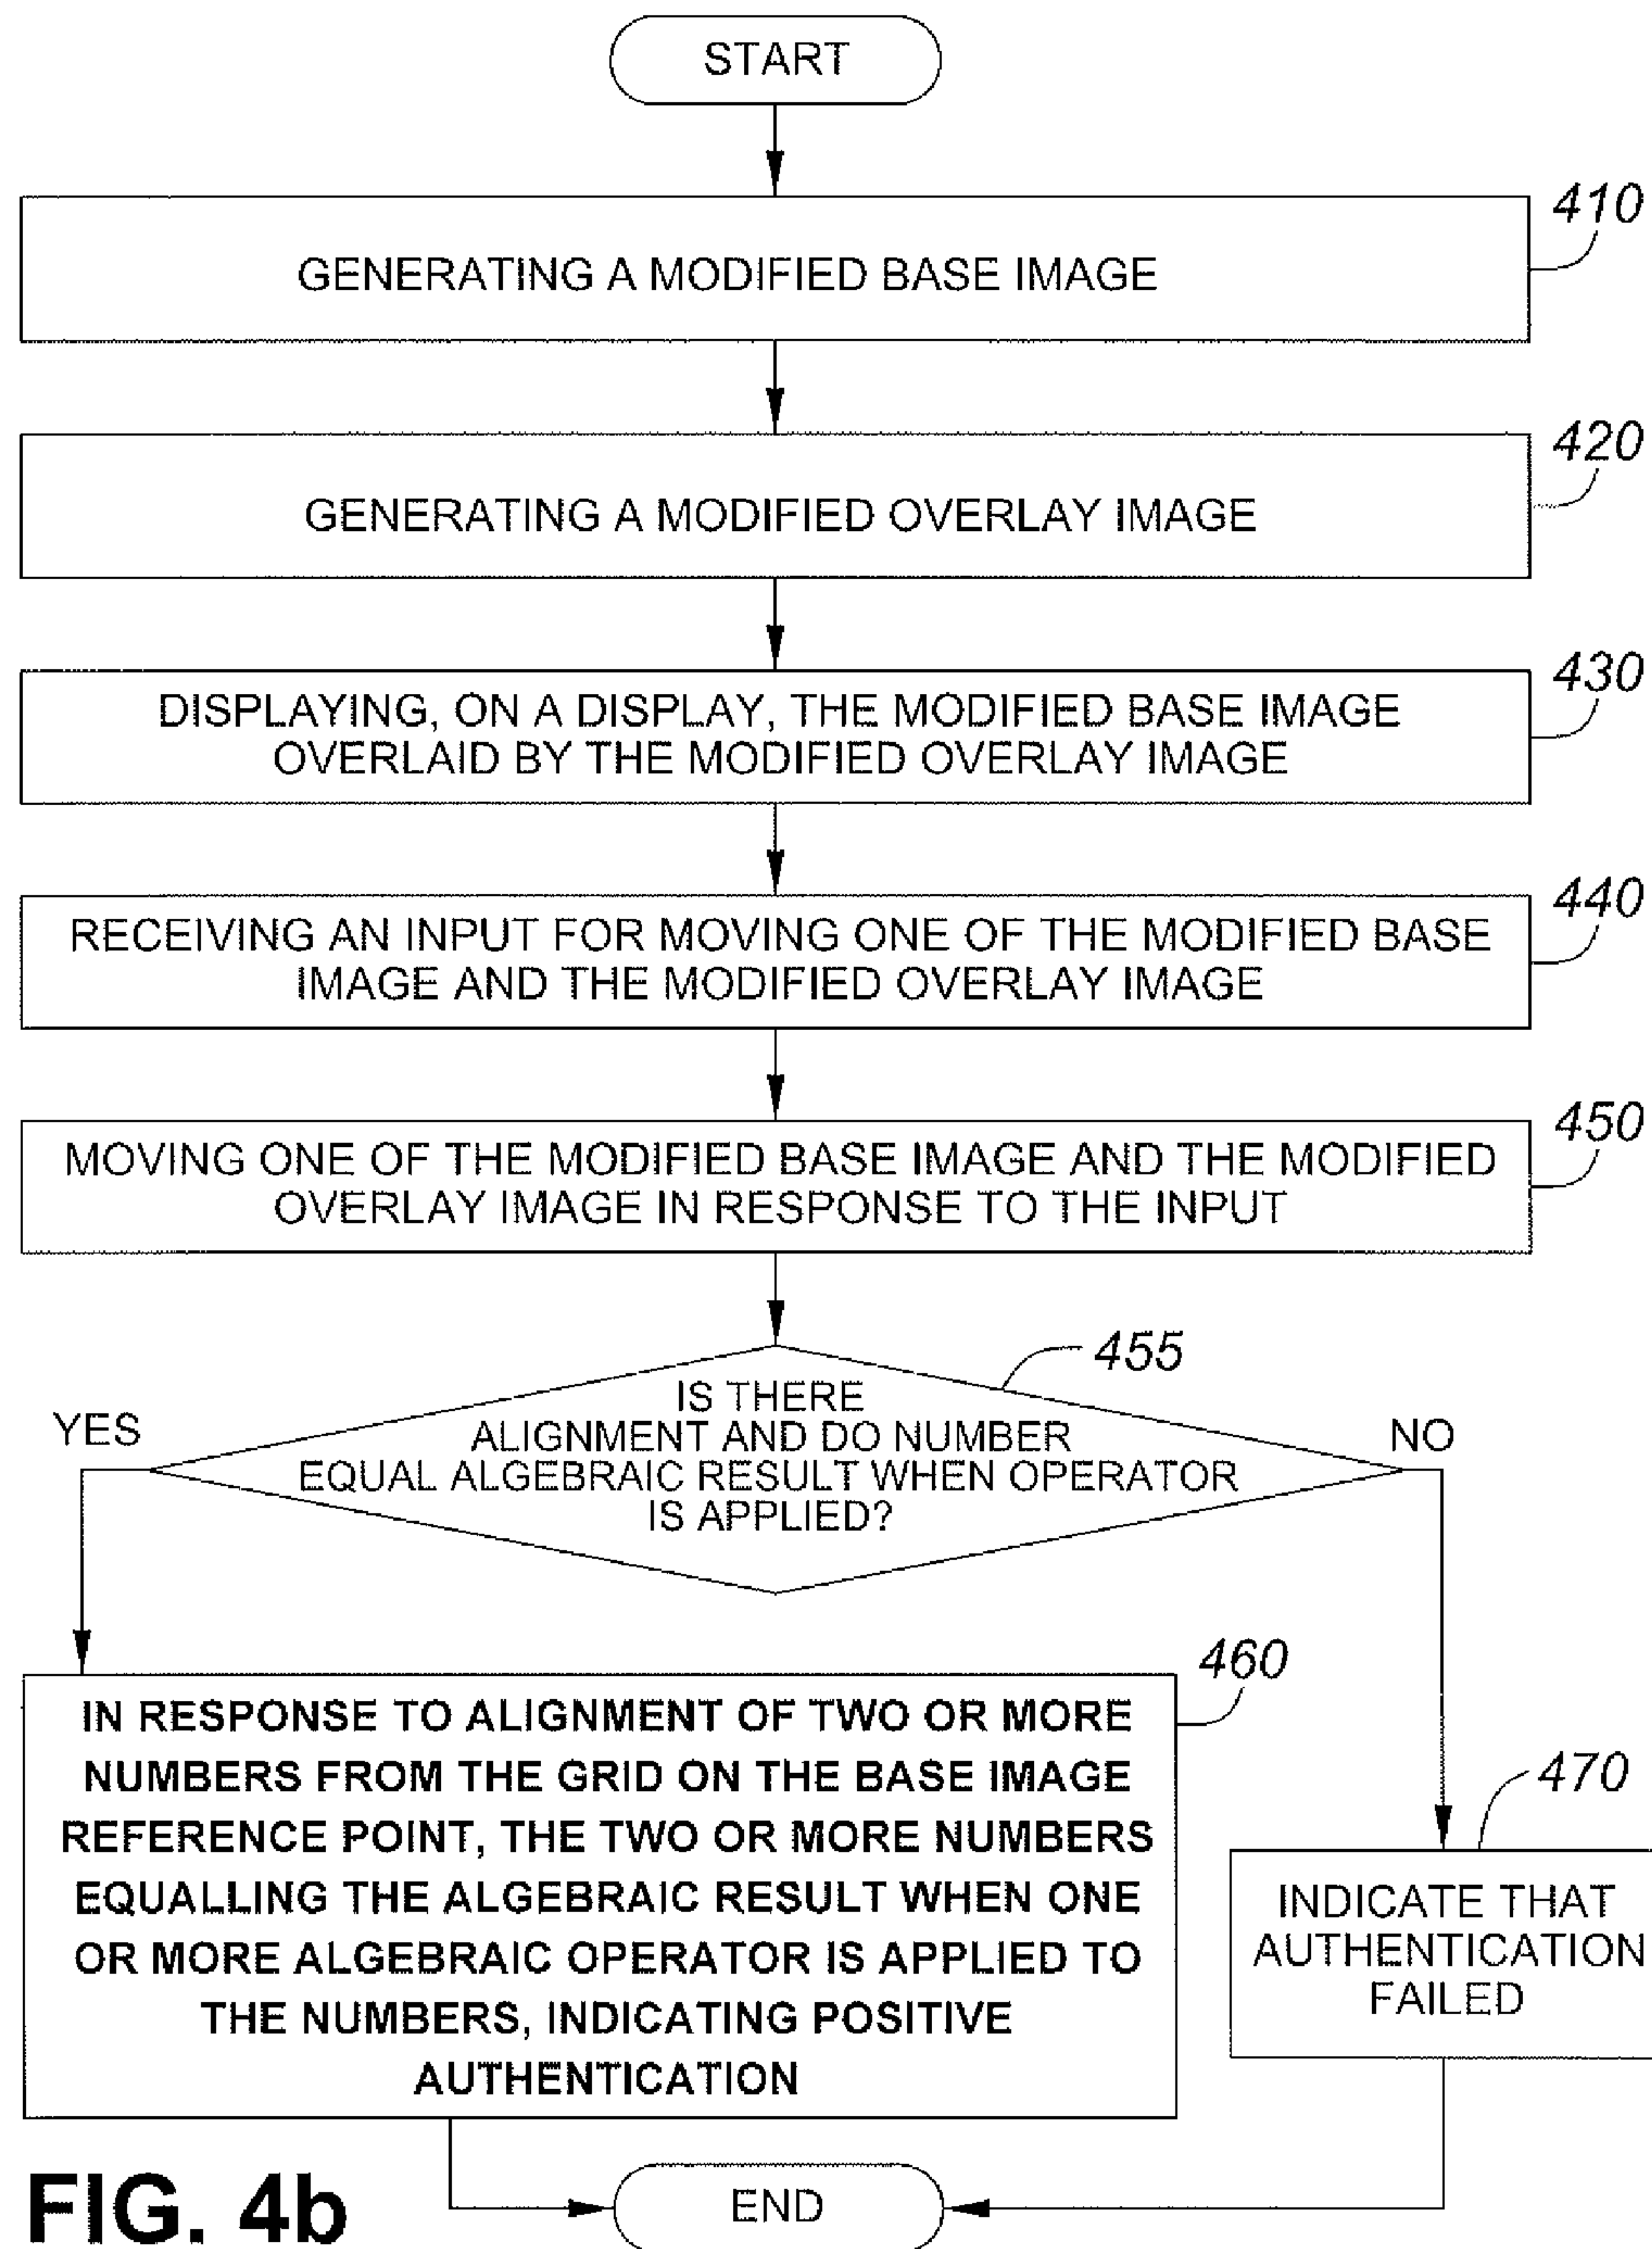 START
410
GENERATING A MODIFIED BASE IMAGE
420
GENERATING A MODIFIED OVERLAY IMAGE
430
DISPLAYING, ON A DISPLAY, THE MODIFIED BASE IMAGE
OVERLAID BY THE MODIFIED OVERLAY IMAGE
440
RECEIVING AN INPUT FOR MOVING ONE OF THE MODIFIED BASE
IMAGE AND THE MODIFIED OVERLAY IMAGE
450
MOVING ONE OF THE MODIFIED BASE IMAGE AND THE MODIFIED
OVERLAY IMAGE IN RESPONSE TO THE INPUT
455
IS THERE
ALIGNMENT AND DO NUMBER
EQUAL ALGEBRAIC RESULT WHEN OPERATOR
IS APPLIED?
YES
NO
460
IN RESPONSE TO ALIGNMENT OF TWO OR MORE
NUMBERS FROM THE GRID ON THE BASE IMAGE
REFERENCE POINT, THE TWO OR MORE NUMBERS
EQUALLING THE ALGEBRAIC RESULT WHEN ONE
OR MORE ALGEBRAIC OPERATOR IS APPLIED TO
THE NUMBERS, INDICATING POSITIVE
AUTHENTICATION
470
INDICATE THAT
AUTHENTICATION
FAILED
END
FIG. 4b